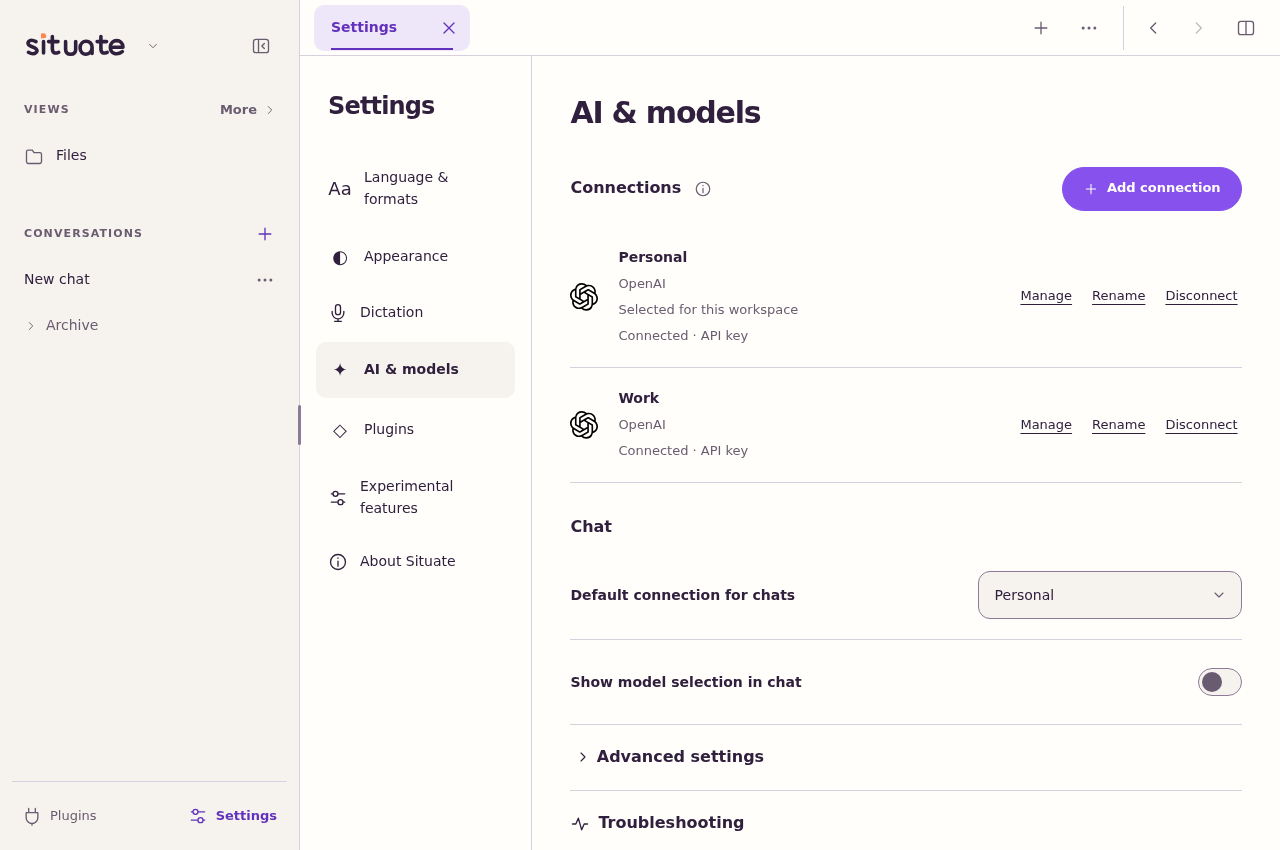 situate
VIEWS
More
Files
CONVERSATIONS
New chat
Archive
Plugins
Settings
Settings
Settings
Aa
Language &
formats
Appearance
Dictation
AI & models
Plugins
Experimental
features
About Situate
AI & models
Connections
Add connection
Personal
OpenAI
Selected for this workspace
Connected · API key
Manage
Rename
Disconnect
Work
OpenAI
Connected · API key
Manage
Rename
Disconnect
Chat
Default connection for chats
Personal
Show model selection in chat
Advanced settings
Troubleshooting